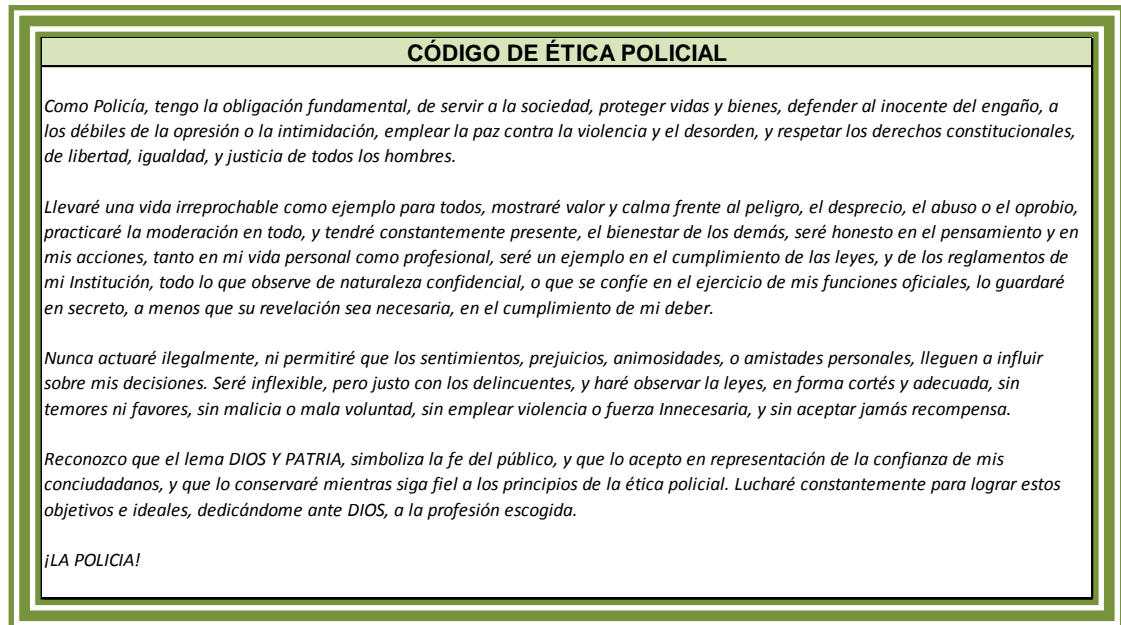 CÓDIGO DE ÉTICA POLICIAL
Como Policía, tengo la obligación fundamental, de servir a la sociedad, proteger vidas y bienes, defender al inocente del engaño, a
los débiles de la opresión o la intimidación, emplear la paz contra la violencia y el desorden, y respetar los derechos constitucionales,
de libertad, igualdad, y justicia de todos los hombres.
Llevaré una vida irreprochable como ejemplo para todos, mostraré valor y calma frente al peligro, el desprecio, el abuso o el oprobio,
practicaré la moderación en todo, y tendré constantemente presente, el bienestar de los demás, seré honesto en el pensamiento y en
mis acciones, tanto en mi vida personal como profesional, seré un ejemplo en el cumplimiento de las leyes, y de los reglamentos de
mi Institución, todo lo que observe de naturaleza confidencial, o que se confíe en el ejercicio de mis funciones oficiales, lo guardaré
en secreto, a menos que su revelación sea necesaria, en el cumplimiento de mi deber.
Nunca actuaré ilegalmente, ni permitiré que los sentimientos, prejuicios, animosidades, o amistades personales, lleguen a influir
sobre mis decisiones. Seré inflexible, pero justo con los delincuentes, y haré observar la leyes, en forma cortés y adecuada, sin
temores ni favores, sin malicia o mala voluntad, sin emplear violencia o fuerza Innecesaria, y sin aceptar jamás recompensa.
Reconozco que el lema DIOS Y PATRIA, simboliza la fe del público, y que lo acepto en representación de la confianza de mis
conciudadanos, y que lo conservaré mientras siga fiel a los principios de la ética policial. Lucharé constantemente para lograr estos
objetivos e ideales, dedicándome ante DIOS, a la profesión escogida.
¡LA POLICIA!